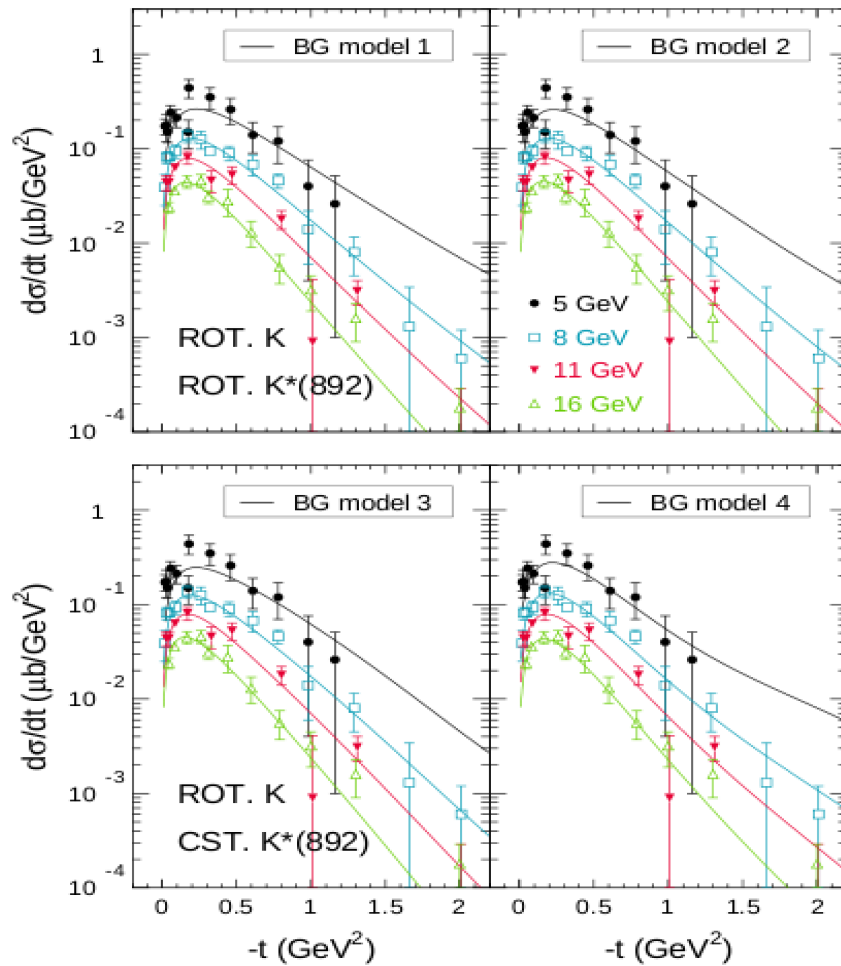 BG model 1
BG model 2
dσ/dt (μb/GeV²)
1
10⁻¹
10⁻²
10⁻³
10⁻⁴
ROT. K
ROT. K*(892)
5 GeV
8 GeV
11 GeV
16 GeV
BG model 3
BG model 4
dσ/dt (μb/GeV²)
1
10⁻¹
10⁻²
10⁻³
10⁻⁴
ROT. K
CST. K*(892)
0 0.5 1 1.5 2 0 0.5 1 1.5 2
-t (GeV²) -t (GeV²)